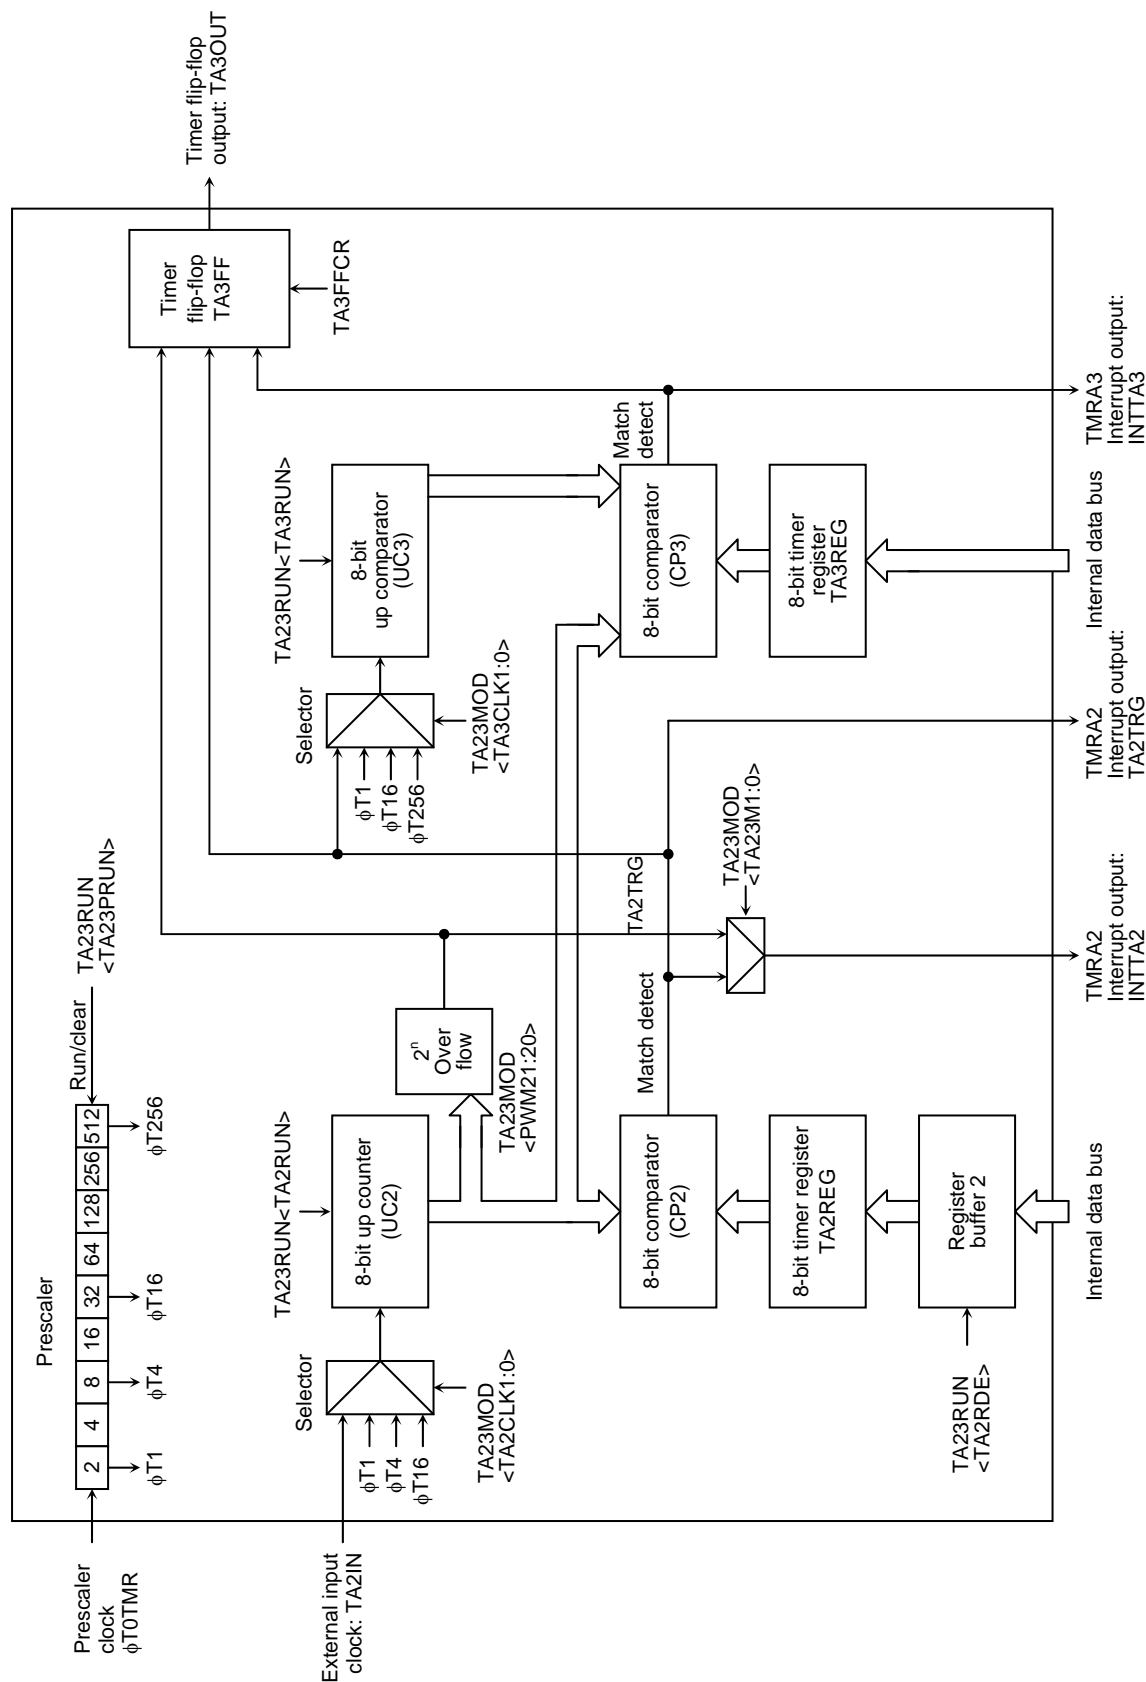 Prescaler
Prescaler
clock
ϕT0TMR
2 4 8 16 32 64 128 256 512
Run/clear
TA23RUN
<TA23PRUN>
ϕT1
ϕT4
ϕT16
ϕT256
External input
clock: TA2IN
Selector
ϕT1
ϕT4
ϕT16
TA23MOD
<TA2CLK1:0>
TA23RUN<TA2RUN>
8-bit up counter
(UC2)
2ⁿ
Over
flow
TA23MOD
<PWM21:20>
Selector
ϕT1
ϕT16
ϕT256
TA23MOD
<TA3CLK1:0>
TA23RUN<TA3RUN>
8-bit
up comparator
(UC3)
Timer
flip-flop
TA3FF
TA3FFCR
Timer flip-flop
output: TA3OUT
TA2TRG
8-bit comparator
(CP2)
Match detect
TA23MOD
<TA23M1:0>
8-bit comparator
(CP3)
Match
detect
8-bit timer register
TA2REG
8-bit timer
register
TA3REG
TA23RUN
<TA2RDE>
Register
buffer 2
Internal data bus
TMRA2
Interrupt output:
INTTA2
TMRA2
Interrupt output:
TA2TRG
Internal data bus
TMRA3
Interrupt output:
INTTA3